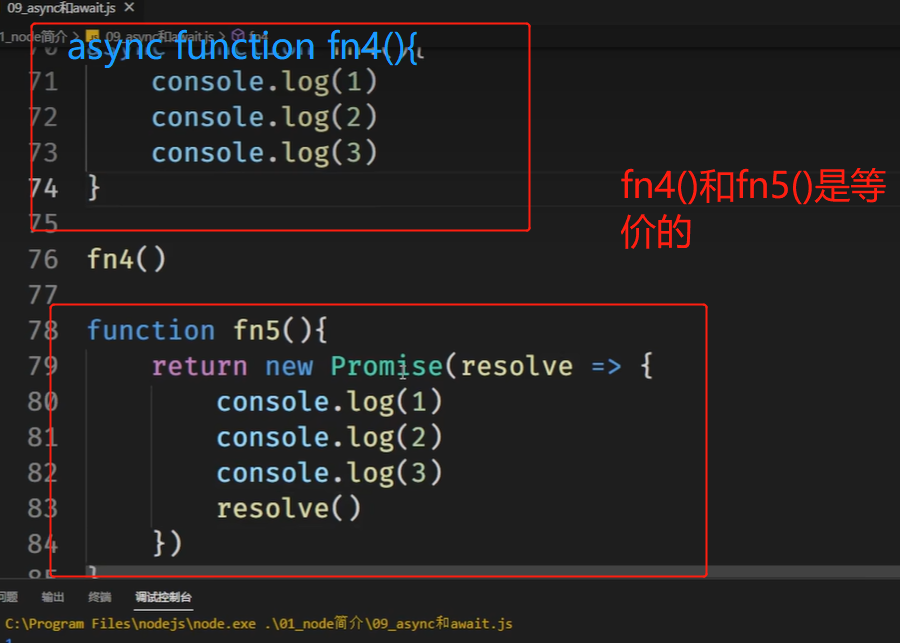 09_async和await.js ×
1_node简介 > 09_async和await.js > fn4
async function fn4(){
71 console.log(1)
72 console.log(2)
73 console.log(3)
74 }
75
fn4()和fn5()是等
价的
76 fn4()
77
78 function fn5(){
79 return new Promise(resolve => {
80 console.log(1)
81 console.log(2)
82 console.log(3)
83 resolve()
84 })
85 }
问题 输出 终端 调试控制台
C:\Program Files\nodejs\node.exe .\01_node简介\09_async和await.js